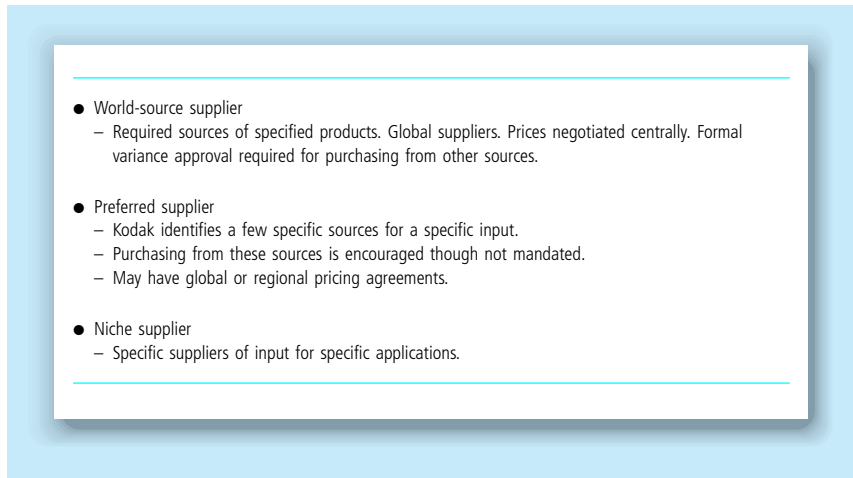 ● World-source supplier
– Required sources of specified products. Global suppliers. Prices negotiated centrally. Formal
variance approval required for purchasing from other sources.
● Preferred supplier
– Kodak identifies a few specific sources for a specific input.
– Purchasing from these sources is encouraged though not mandated.
– May have global or regional pricing agreements.
● Niche supplier
– Specific suppliers of input for specific applications.